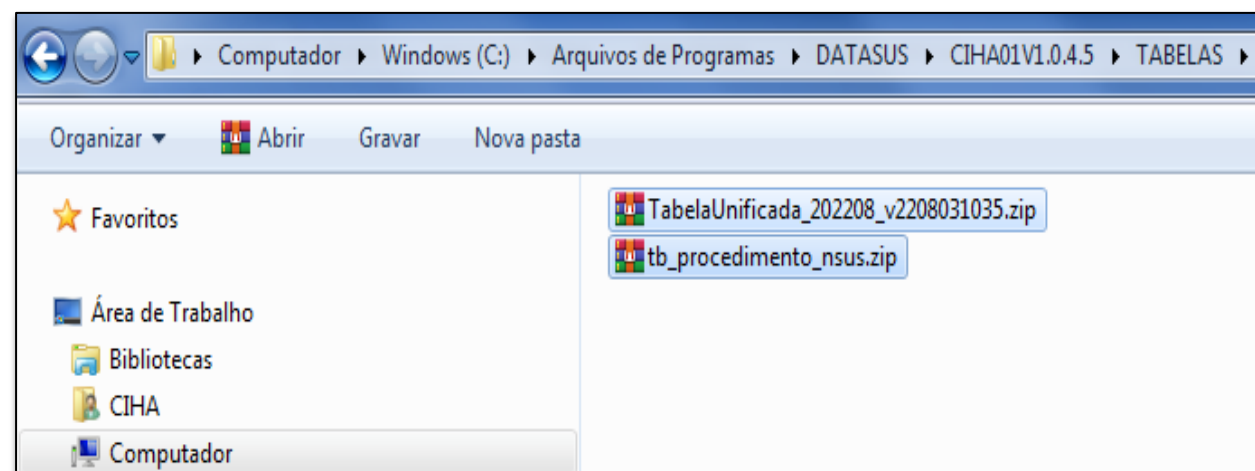 Computador Windows (C:) Arquivos de Programas DATASUS CIHA01V1.0.4.5 TABELAS
Organizar Abrir Gravar Nova pasta
Favoritos
TabelaUnificada_202208_v2208031035.zip
tb_procedimento_nsus.zip
Área de Trabalho
Bibliotecas
CIHA
Computador